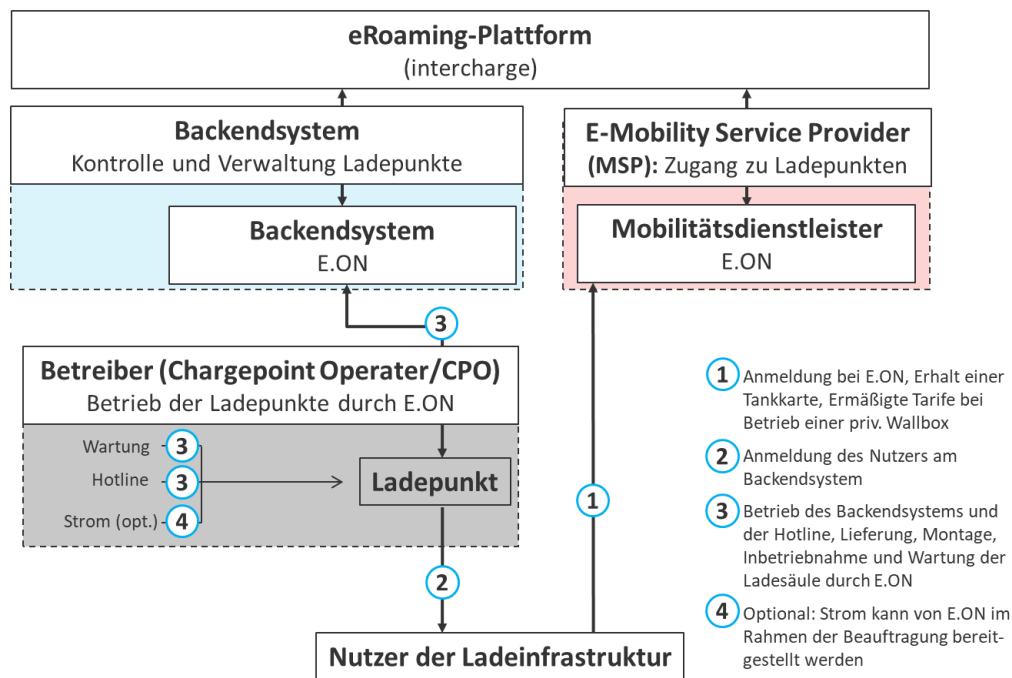 eRoaming-Plattform
(intercharge)
Backendsystem
Kontrolle und Verwaltung Ladepunkte
E-Mobility Service Provider
(MSP): Zugang zu Ladepunkten
Backendsystem
E.ON
Mobilitätsdienstleister
E.ON
3
Betreiber (Chargepoint Operater/CPO)
Betrieb der Ladepunkte durch E.ON
Wartung 3
Hotline 3
Strom (opt.) 4
Ladepunkt
1
2
Nutzer der Ladeinfrastruktur
1 Anmeldung bei E.ON, Erhalt einer
Tankkarte, Ermäßigte Tarife bei
Betrieb einer priv. Wallbox
2 Anmeldung des Nutzers am
Backendsystem
3 Betrieb des Backendsystems und
der Hotline, Lieferung, Montage,
Inbetriebnahme und Wartung der
Ladesäule durch E.ON
4 Optional: Strom kann von E.ON im
Rahmen der Beauftragung bereit-
gestellt werden